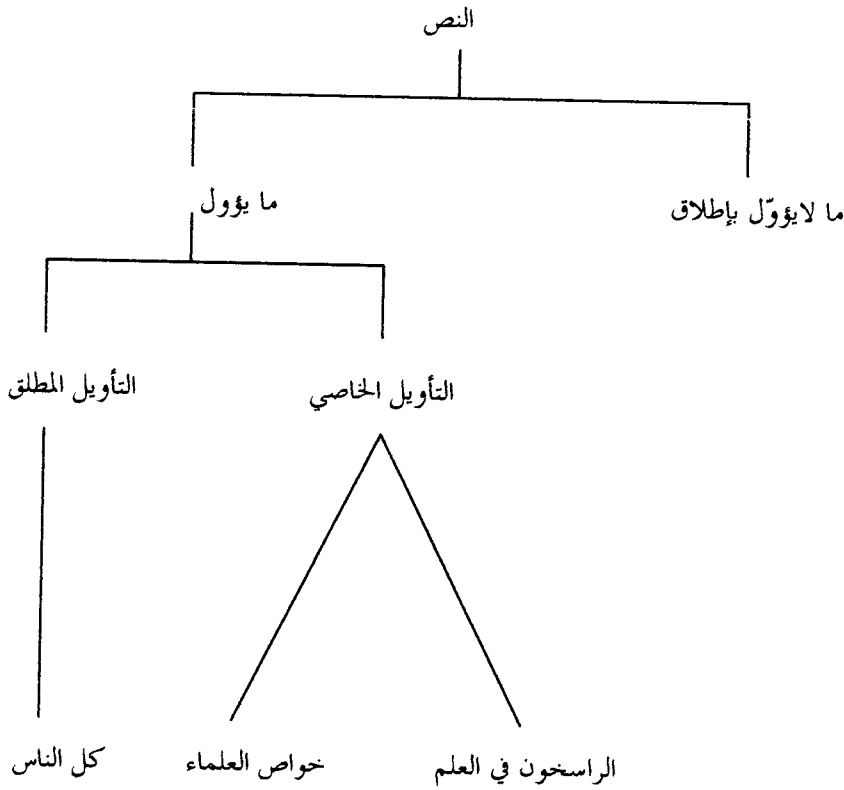 النص
ما لايؤوّل بإطلاق
ما يؤول
التأويل الخاصي
التأويل المطلق
الراسخون في العلم
خواص العلماء
كل الناس